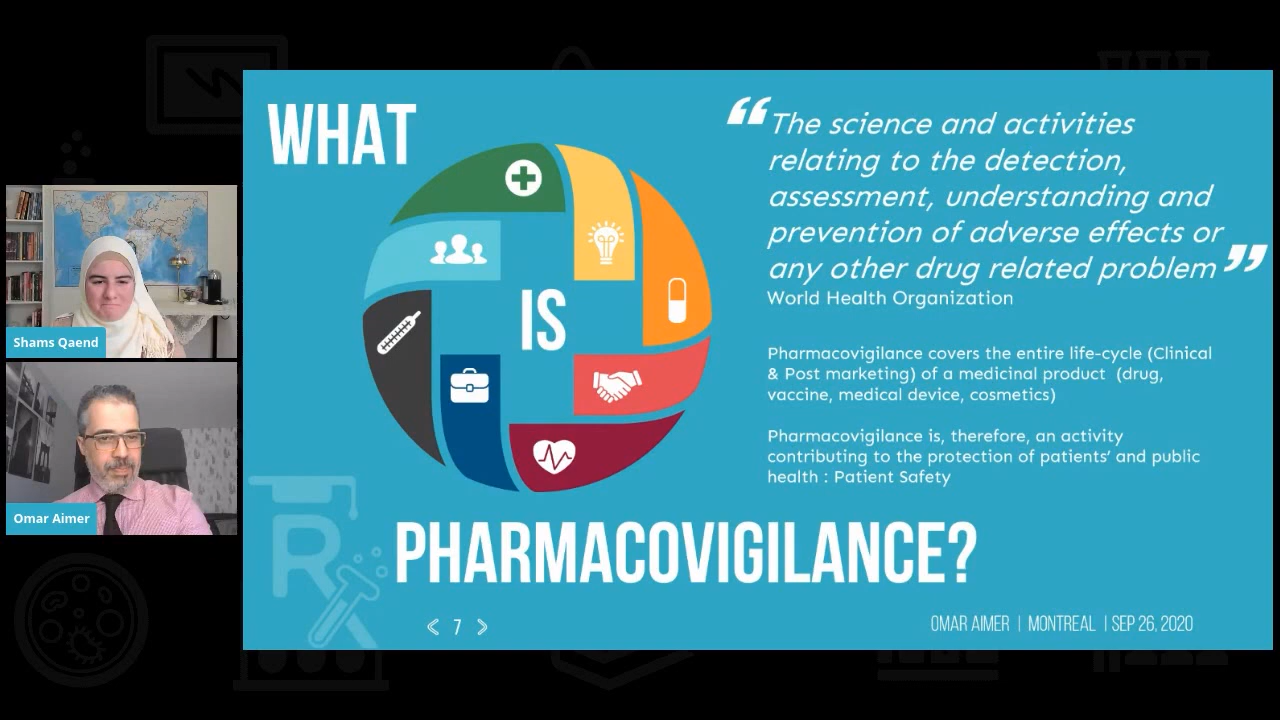 WHAT
IS
PHARMACOVIGILANCE?
“The science and activities
relating to the detection,
assessment, understanding and
prevention of adverse effects or
any other drug related problem”
World Health Organization
Pharmacovigilance covers the entire life-cycle (Clinical
& Post marketing) of a medicinal product (drug,
vaccine, medical device, cosmetics)
Pharmacovigilance is, therefore, an activity
contributing to the protection of patients’ and public
health : Patient Safety
Shams Qaend
Omar Aimer
Rx
< 7 >
OMAR AIMER | MONTREAL | SEP 26, 2020